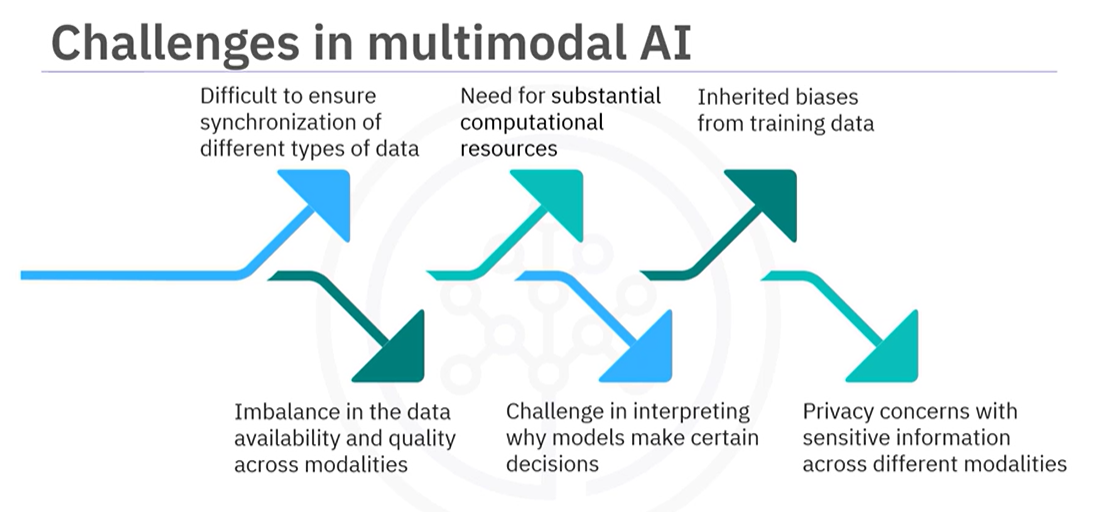 Challenges in multimodal AI
Difficult to ensure
synchronization of
different types of data
Need for substantial
computational
resources
Inherited biases
from training data
Imbalance in the data
availability and quality
across modalities
Challenge in interpreting
why models make certain
decisions
Privacy concerns with
sensitive information
across different modalities